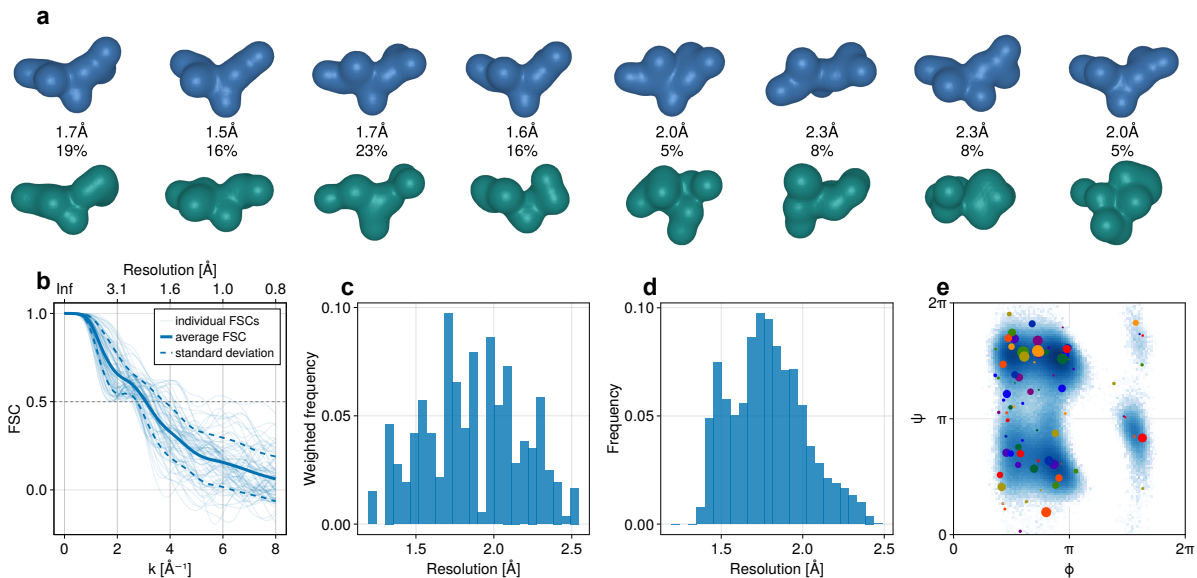 a
1.7Å 1.5Å 1.7Å 1.6Å 2.0Å 2.3Å 2.3Å 2.0Å
19% 16% 23% 16% 5% 8% 8% 5%
b
Resolution [Å]
Inf 3.1 1.6 1.0 0.8
individual FSCs
average FSC
standard deviation
FSC
1.0
0.5
0.0
0 2 4 6 8
k [Å⁻¹]
c
Weighted frequency
0.10
0.05
0.00
1.5 2.0 2.5
Resolution [Å]
d
Frequency
0.10
0.05
0.00
1.5 2.0 2.5
Resolution [Å]
e
2π
ψ
π
0
0 π 2π
ϕ